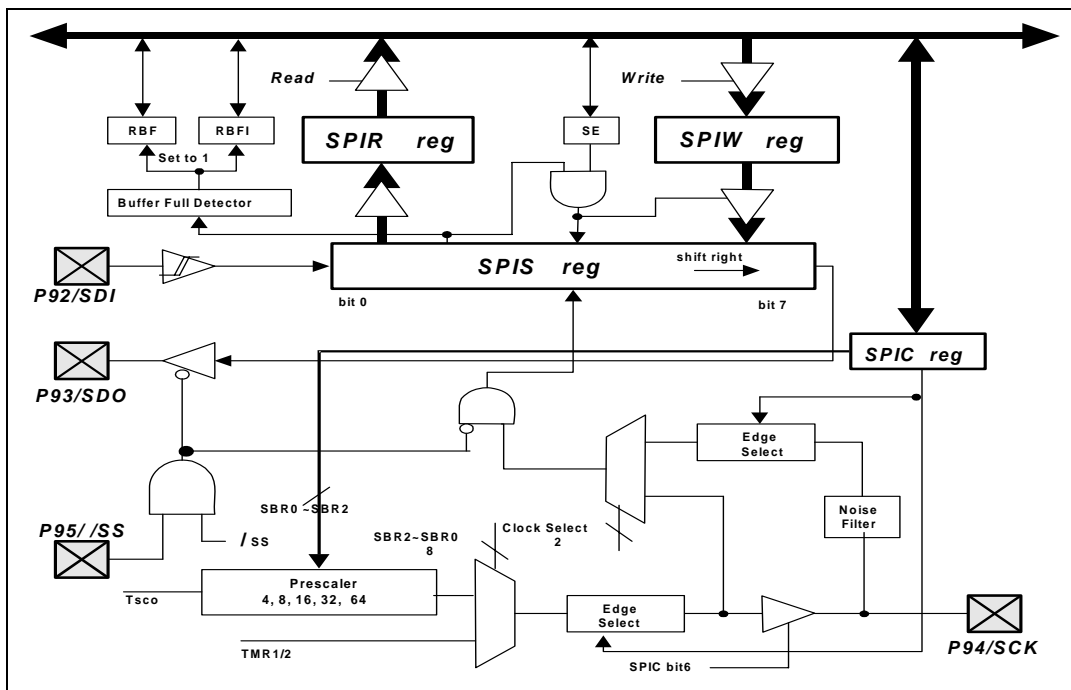 Read
Write
RBF
RBFI
SPIR reg
SE
SPIW reg
Set to 1
Buffer Full Detector
SPIS reg
shift right
P92/SDI
bit 0
bit 7
SPIC reg
P93/SDO
Edge
Select
Noise
Filter
SBR0 ~SBR2
P95/ /SS
/ SS
SBR2~SBR0
8
Clock Select
2
Prescaler
4, 8, 16, 32, 64
Tsco
Edge
Select
TMR1/2
SPIC bit6
P94/SCK